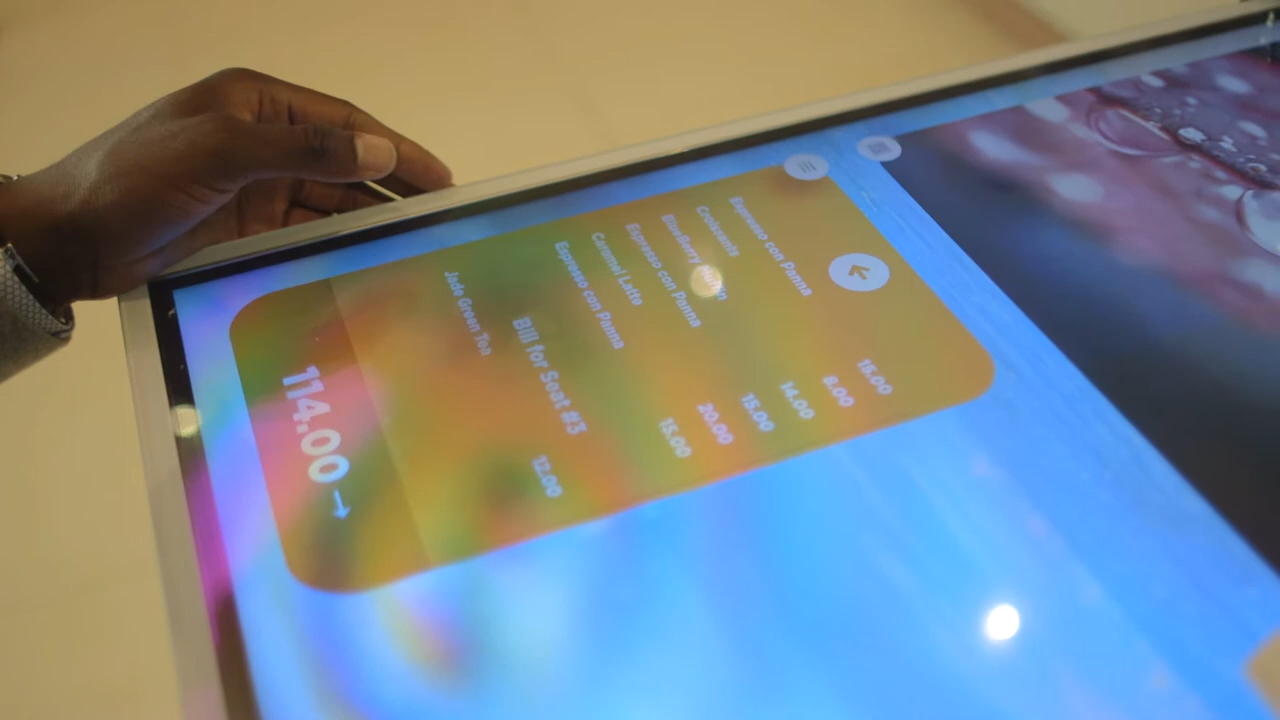 Espresso con Panna 15.00
Croissants 8.00
BlueBerry 14.00
Espresso con Panna 15.00
Caramel Latte 20.00
Espresso con Panna 15.00
Bill for Seat #3
Jade Green Tea 12.00
114.00 →